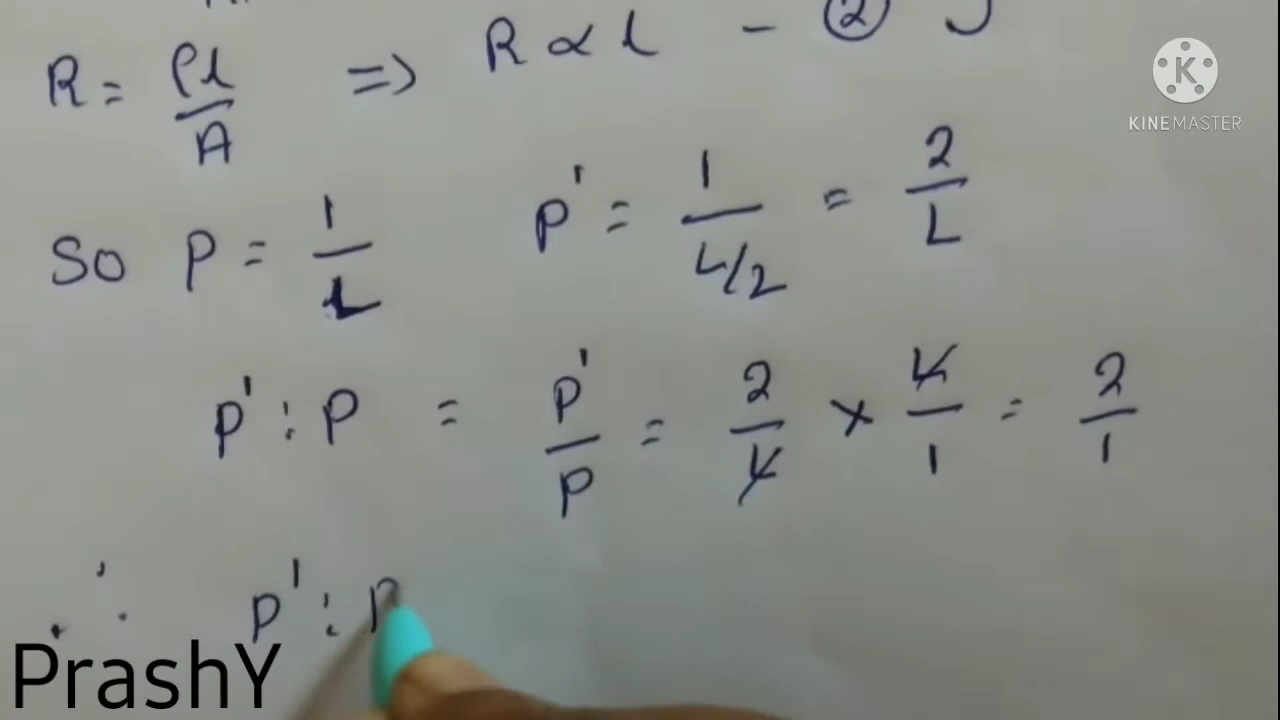 R = ρl/A => R ∝ l - ②
KINEMASTER
So P = 1/L P' = 1/L/2 = 2/L
P' : P = P'/P = 2/L × L/1 = 2/1
∴ P' : P
PrashY